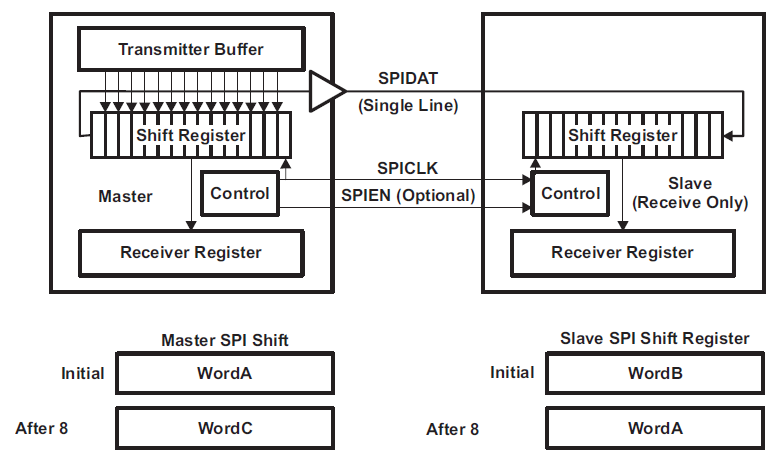 Transmitter Buffer
SPIDAT
(Single Line)
Shift Register
Shift Register
SPICLK
Master
Control
SPIEN (Optional)
Control
Slave
(Receive Only)
Receiver Register
Receiver Register
Master SPI Shift
Slave SPI Shift Register
Initial
WordA
Initial
WordB
After 8
WordC
After 8
WordA